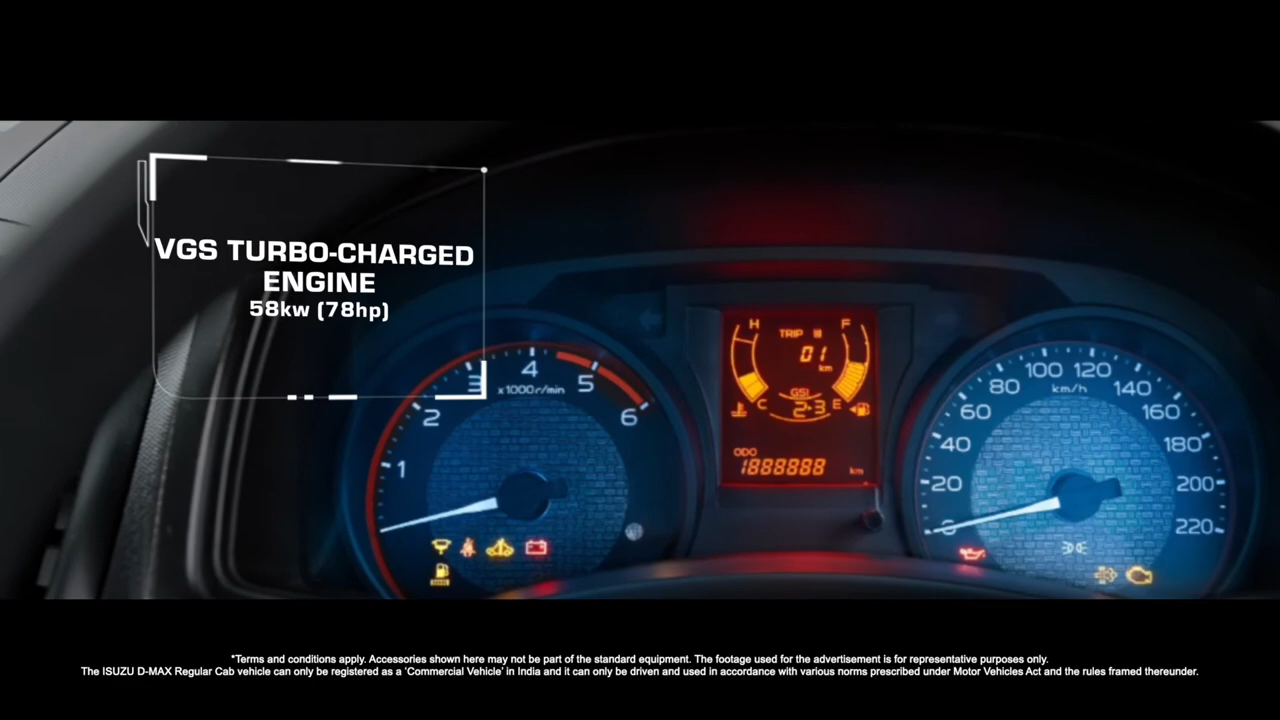 VGS TURBO-CHARGED
ENGINE
58kw (78hp)
1
2
3
4
5
6
x1000r/min
H
F
TRIP
01
km
GSI
2·3
C
E
ODO
1888888 km
0
20
40
60
80
100
120
140
160
180
200
220
km/h
*Terms and conditions apply. Accessories shown here may not be part of the standard equipment. The footage used for the advertisement is for representative purposes only.
The ISUZU D-MAX Regular Cab vehicle can only be registered as a ‘Commercial Vehicle’ in India and it can only be driven and used in accordance with various norms prescribed under Motor Vehicles Act and the rules framed thereunder.